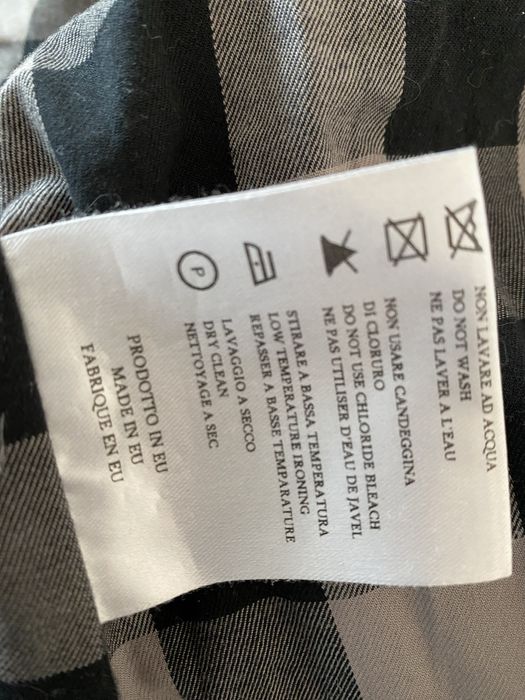 NON LAVARE AD ACQUA
DO NOT WASH
NE PAS LAVER A L'EAU
NON USARE CANDEGGINA
DI CLORURO
DO NOT USE CHLORIDE BLEACH
NE PAS UTILISER D'EAU DE JAVEL
STIRARE A BASSA TEMPERATURA
LOW TEMPERATURE IRONING
REPASSER A BASSE TEMPARATURE
LAVAGGIO A SECCO
DRY CLEAN
NETTOYAGE A SEC
P
PRODOTTO IN EU
MADE IN EU
FABRIQUE EN EU